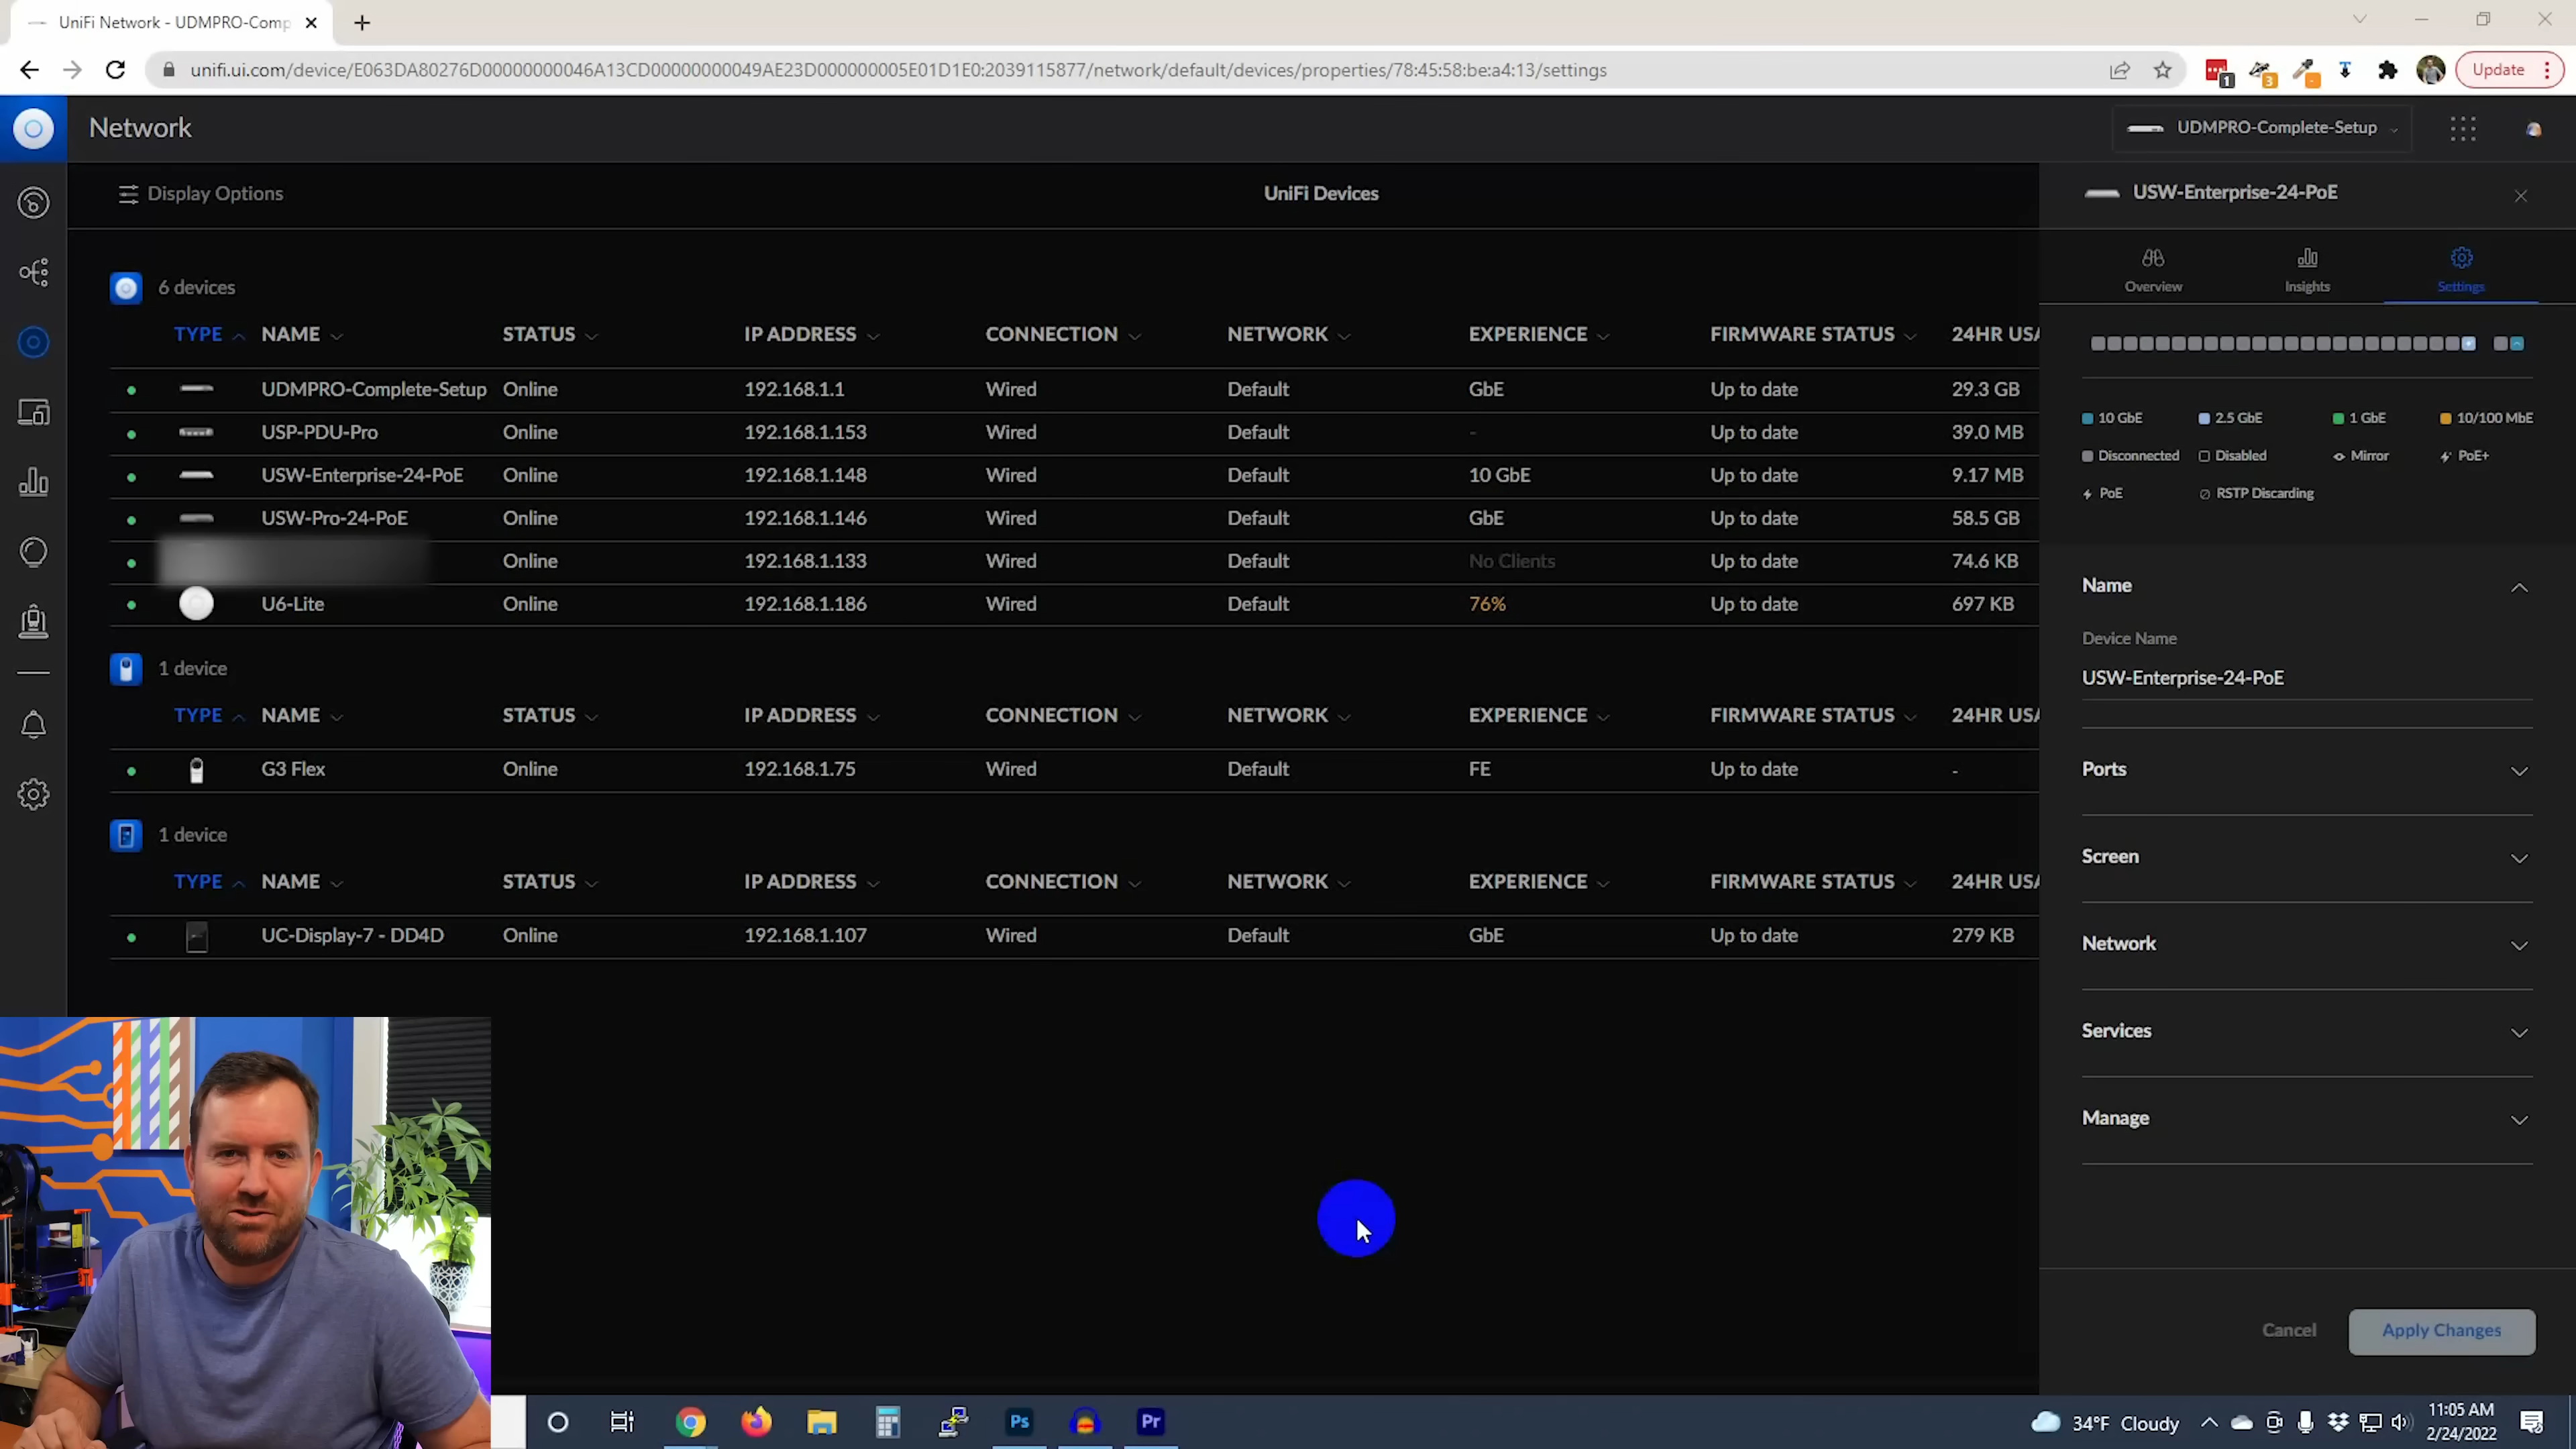 UniFi Network - UDMPRO-Comp
unifi.ui.com/device/E063DA80276D00000000046A13CD00000000049AE23D000000005E01D1E0:2039115877/network/default/devices/properties/78:45:58:be:a4:13/settings
1
3
Update
Network
UDMPRO-Complete-Setup
Display Options
UniFi Devices
USW-Enterprise-24-PoE
Overview
Insights
Settings
6 devices
TYPE NAME STATUS IP ADDRESS CONNECTION NETWORK EXPERIENCE FIRMWARE STATUS 24HR USA
UDMPRO-Complete-Setup Online 192.168.1.1 Wired Default GbE Up to date 29.3 GB
USP-PDU-Pro Online 192.168.1.153 Wired Default - Up to date 39.0 MB
USW-Enterprise-24-PoE Online 192.168.1.148 Wired Default 10 GbE Up to date 9.17 MB
USW-Pro-24-PoE Online 192.168.1.146 Wired Default GbE Up to date 58.5 GB
Online 192.168.1.133 Wired Default No Clients Up to date 74.6 KB
U6-Lite Online 192.168.1.186 Wired Default 76% Up to date 697 KB
1 device
TYPE NAME STATUS IP ADDRESS CONNECTION NETWORK EXPERIENCE FIRMWARE STATUS 24HR USA
G3 Flex Online 192.168.1.75 Wired Default FE Up to date -
1 device
TYPE NAME STATUS IP ADDRESS CONNECTION NETWORK EXPERIENCE FIRMWARE STATUS 24HR USA
UC-Display-7 - DD4D Online 192.168.1.107 Wired Default GbE Up to date 279 KB
10 GbE 2.5 GbE 1 GbE 10/100 MbE
Disconnected Disabled Mirror PoE+
PoE RSTP Discarding
Name
Device Name
USW-Enterprise-24-PoE
Ports
Screen
Network
Services
Manage
Cancel
Apply Changes
Ps
Pr
34°F Cloudy
11:05 AM
2/24/2022